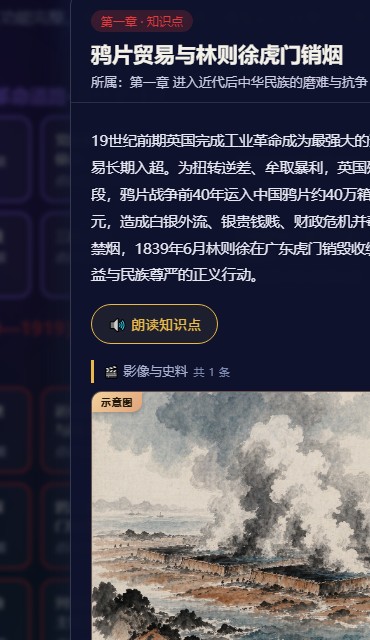 第一章 · 知识点
鸦片贸易与林则徐虎门销烟
所属：第一章 进入近代后中华民族的磨难与抗争
19世纪前期英国完成工业革命成为最强大的
易长期入超。为扭转逆差、牟取暴利，英国
段，鸦片战争前40年运入中国鸦片约40万箱
元，造成白银外流、银贵钱贱、财政危机并
禁烟，1839年6月林则徐在广东虎门销毁收
益与民族尊严的正义行动。
朗读知识点
影像与史料 共 1 条
示意图